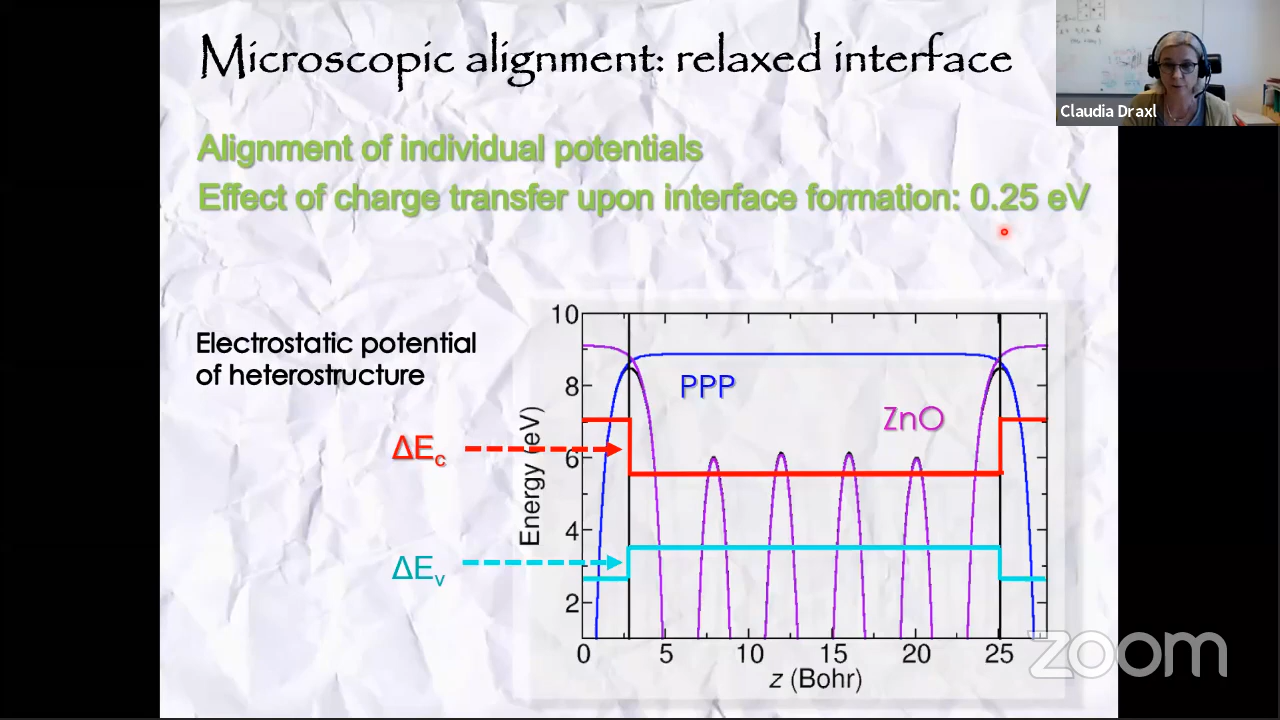 Microscopic alignment: relaxed interface
Claudia Draxl
Alignment of individual potentials
Effect of charge transfer upon interface formation: 0.25 eV
Electrostatic potential
of heterostructure
ΔEc
ΔEv
Energy (eV)
10
8
6
4
2
PPP
ZnO
0 5 10 15 20 25
z (Bohr)
zoom